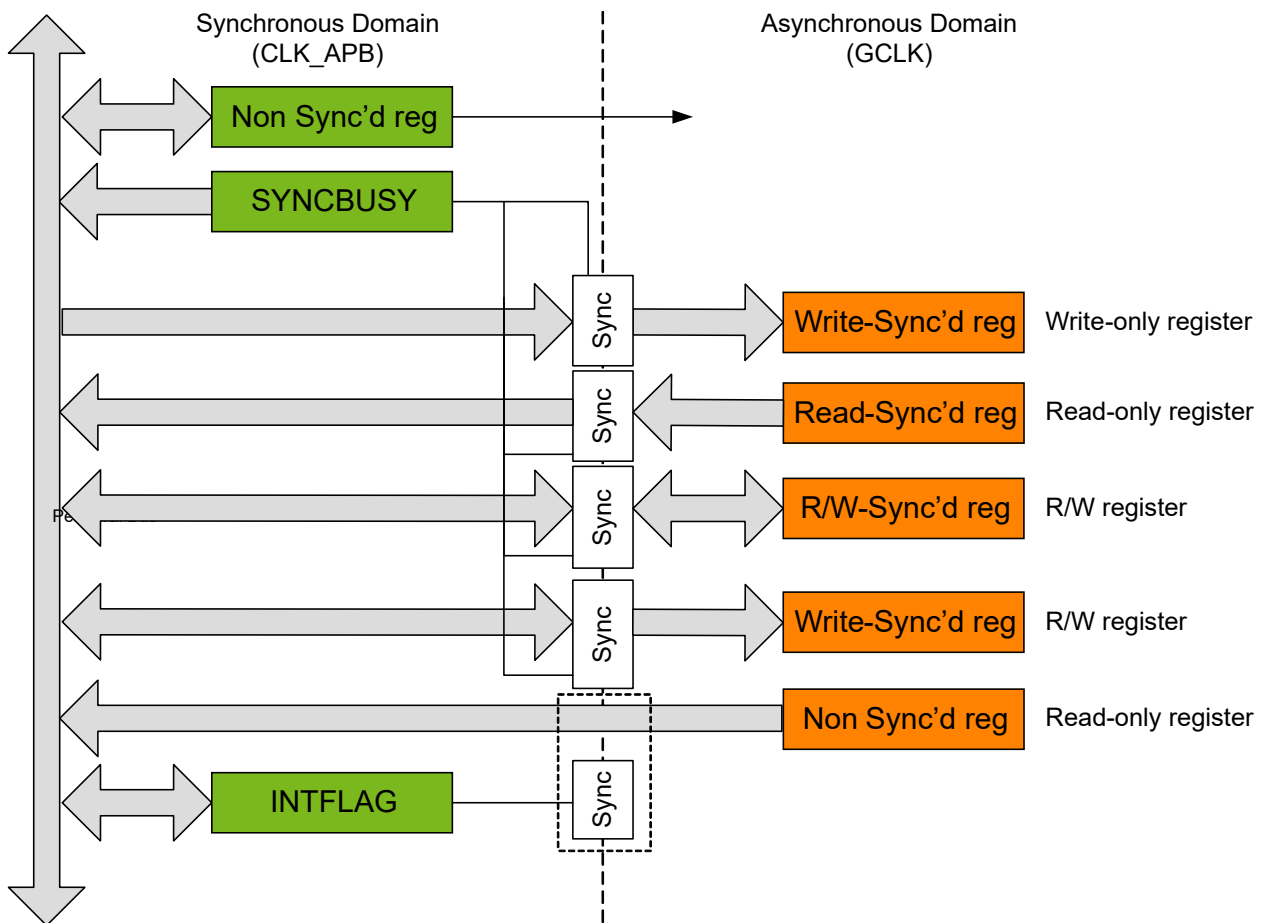 Synchronous Domain
(CLK_APB)
Asynchronous Domain
(GCLK)
Non Sync’d reg
SYNCBUSY
Sync
Write-Sync’d reg
Write-only register
Sync
Read-Sync’d reg
Read-only register
Sync
R/W-Sync’d reg
R/W register
Sync
Write-Sync’d reg
R/W register
Non Sync’d reg
Read-only register
INTFLAG
Sync